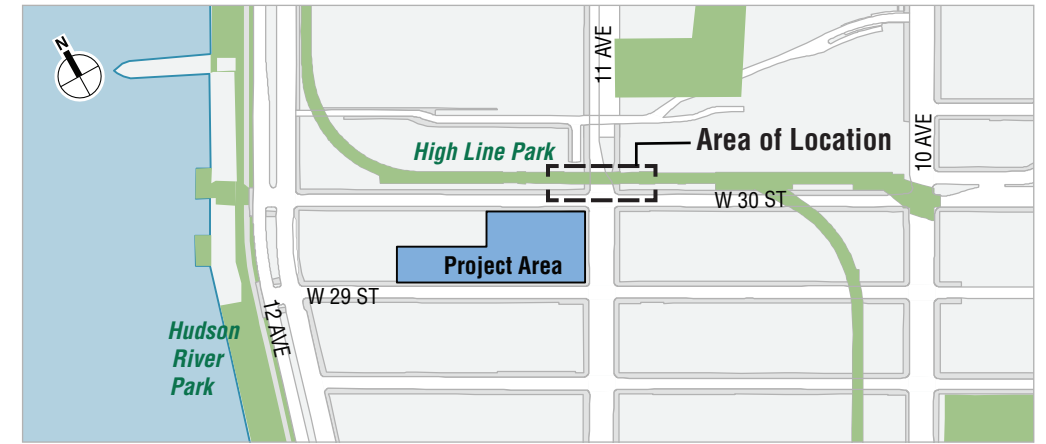 N
11 AVE
10 AVE
High Line Park
Area of Location
W 30 ST
Project Area
W 29 ST
12 AVE
Hudson
River
Park